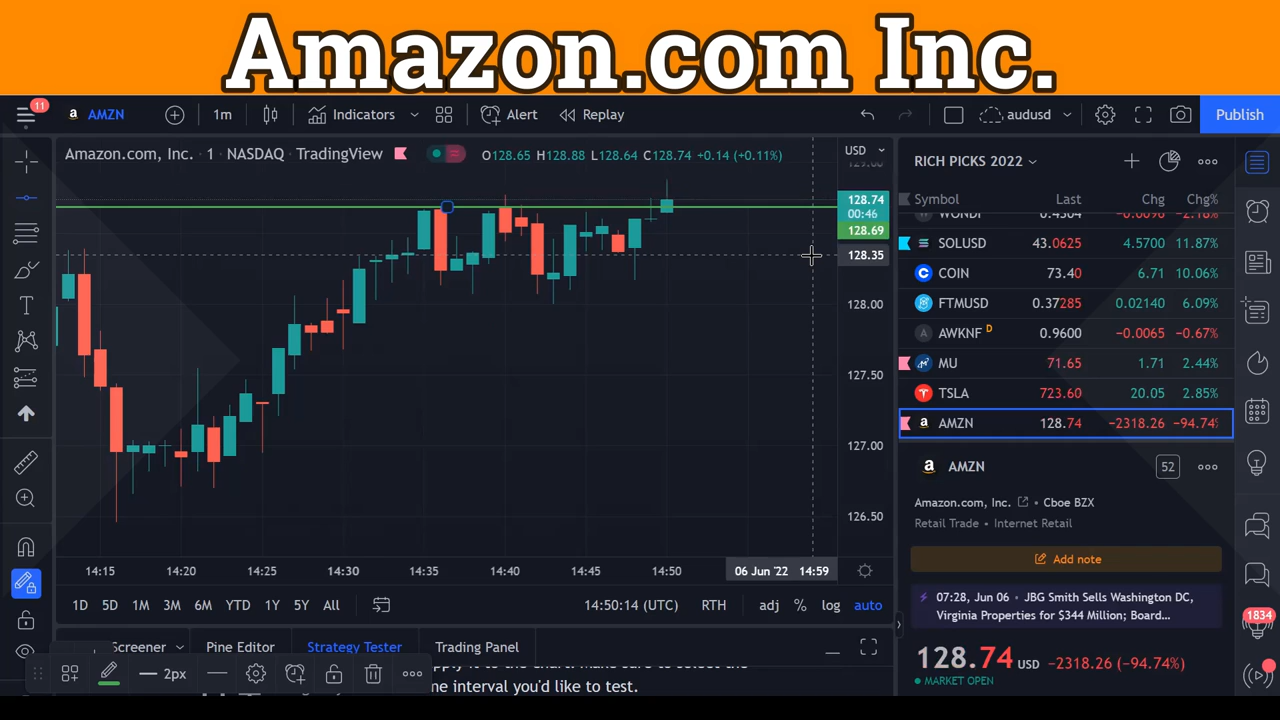 Amazon.com Inc.
11
AMZN
1m
Indicators
Alert
Replay
audusd
Publish
Amazon.com, Inc. · 1 · NASDAQ · TradingView
O128.65 H128.88 L128.64 C128.74 +0.14 (+0.11%)
USD
129.00
128.74
00:46
128.69
128.35
128.00
127.50
127.00
126.50
14:15
14:20
14:25
14:30
14:35
14:40
14:45
14:50
06 Jun '22 14:59
1D 5D 1M 3M 6M YTD 1Y 5Y All
14:50:14 (UTC)
RTH
adj % log auto
Screener
Pine Editor
Strategy Tester
Trading Panel
2px
me interval you'd like to test.
RICH PICKS 2022
Symbol Last Chg Chg%
SOLUSD 43.0625 4.5700 11.87%
COIN 73.40 6.71 10.06%
FTMUSD 0.37285 0.02140 6.09%
AWKNF D 0.9600 -0.0065 -0.67%
MU 71.65 1.71 2.44%
TSLA 723.60 20.05 2.85%
AMZN 128.74 −2318.26 −94.74%
AMZN
52
Amazon.com, Inc. • Cboe BZX
Retail Trade • Internet Retail
Add note
07:28, Jun 06 • JBG Smith Sells Washington DC,
Virginia Properties for $344 Million; Board...
128.74 USD −2318.26 (−94.74%)
MARKET OPEN
1834